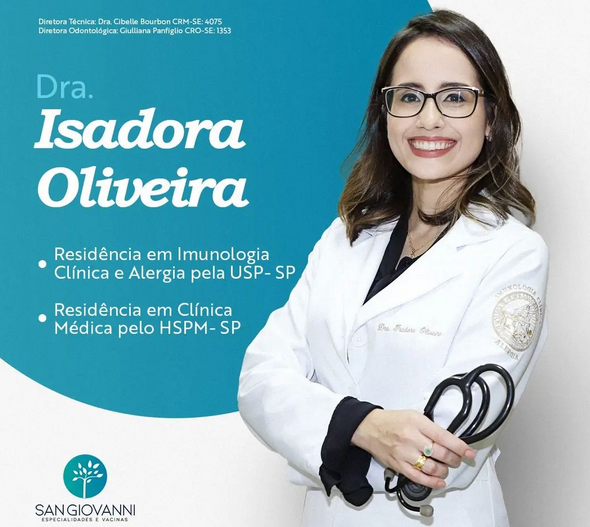 Diretora Técnica: Dra. Cibelle Bourbon CRM-SE: 4075
Diretora Odontológica: Giulliana Panfiglio CRO-SE: 1353
Dra.
Isadora
Oliveira
• Residência em Imunologia
Clínica e Alergia pela USP- SP
• Residência em Clínica
Médica pelo HSPM- SP
Dra. Isadora Oliveira
IMUNOLOGIA
ALERGIA
SAN GIOVANNI
ESPECIALIDADES E VACINAS